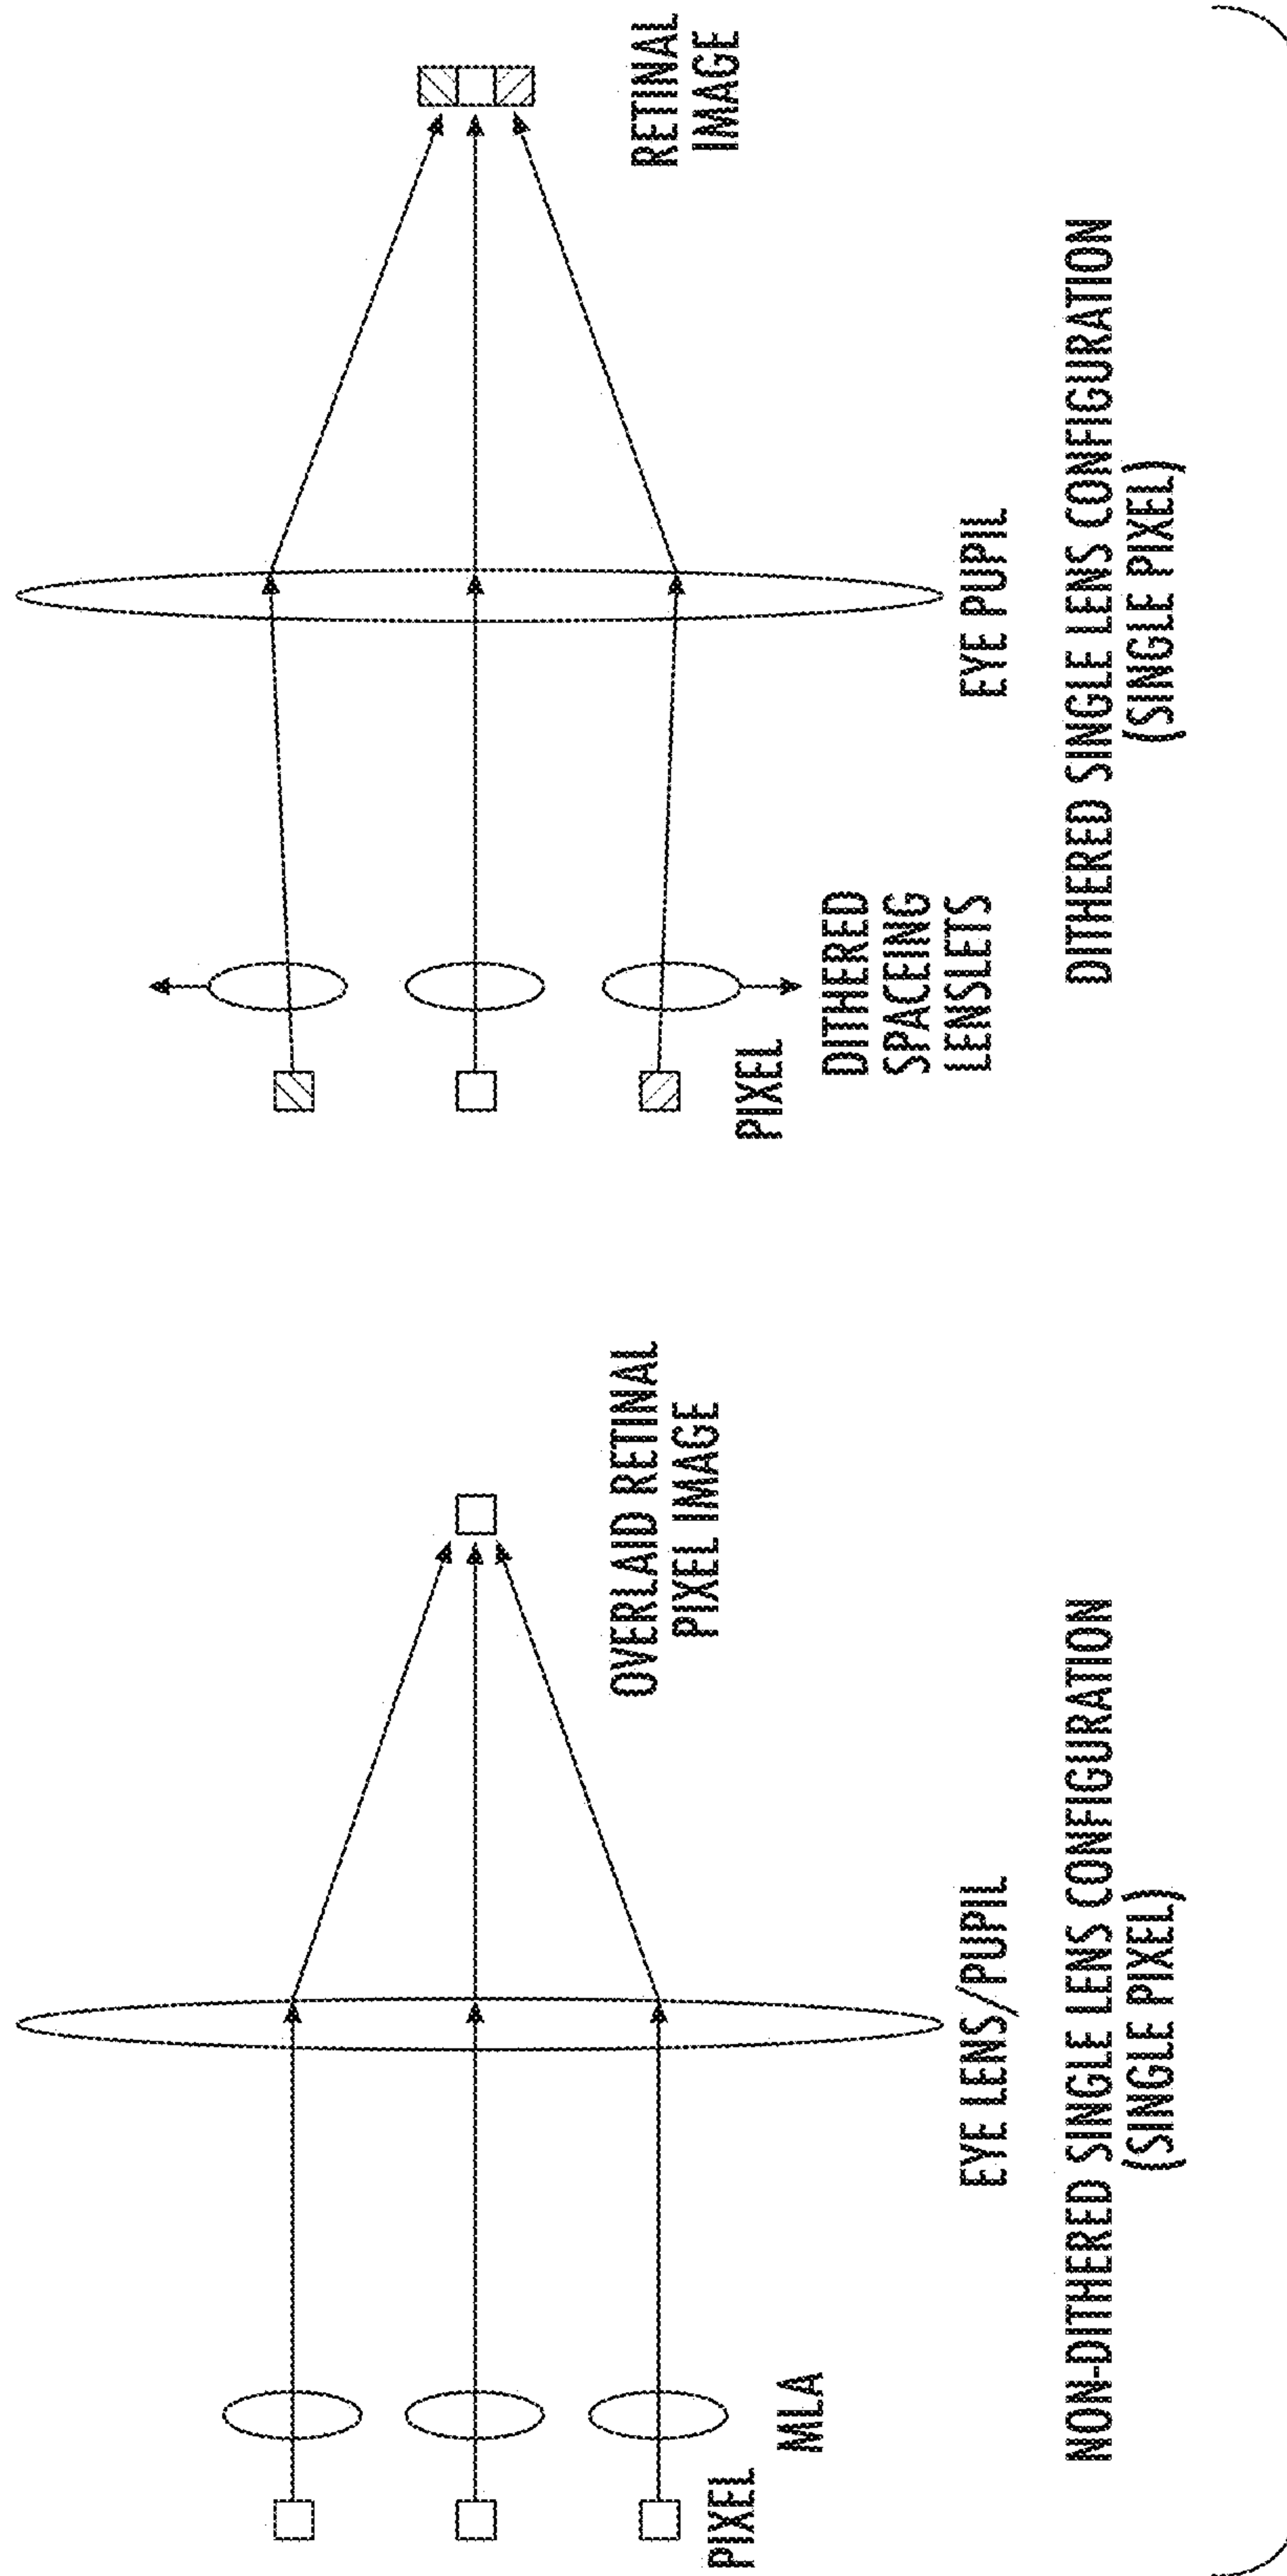 PIXEL
MLA
EYE LENS/PUPIL
OVERLAID RETINAL
PIXEL IMAGE
NON-DITHERED SINGLE LENS CONFIGURATION
(SINGLE PIXEL)
PIXEL
DITHERED
SPACEING
LENSLETS
EYE PUPIL
RETINAL
IMAGE
DITHERED SINGLE LENS CONFIGURATION
(SINGLE PIXEL)